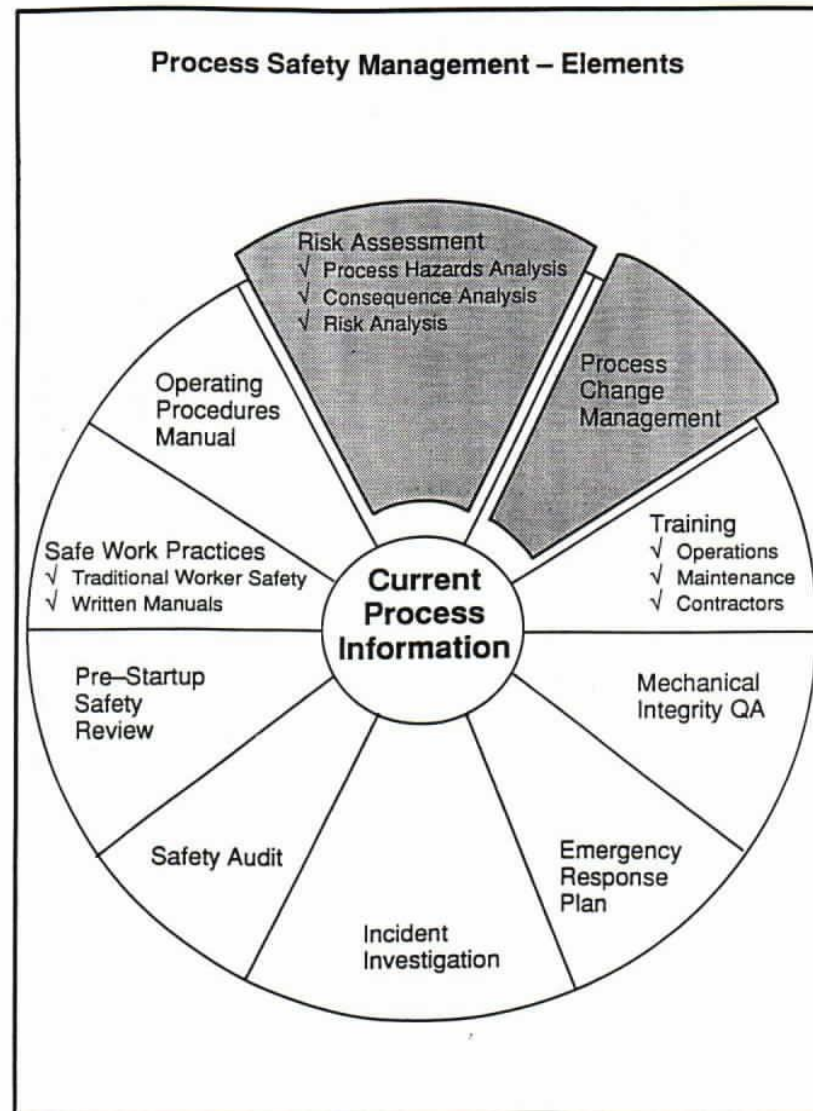 Process Safety Management – Elements
Risk Assessment
√ Process Hazards Analysis
√ Consequence Analysis
√ Risk Analysis
Process
Change
Management
Operating
Procedures
Manual
Training
√ Operations
√ Maintenance
√ Contractors
Safe Work Practices
√ Traditional Worker Safety
√ Written Manuals
Current
Process
Information
Pre–Startup
Safety
Review
Mechanical
Integrity QA
Safety Audit
Emergency
Response
Plan
Incident
Investigation